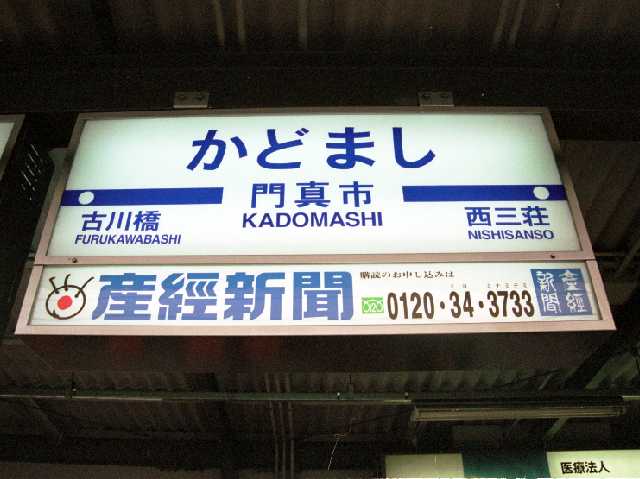 かどまし
門真市
KADOMASHI
古川橋
FURUKAWABASHI
西三荘
NISHISANSO
産經新聞
購読のお申し込みは
0120・34・3733
産經
新聞
医療法人